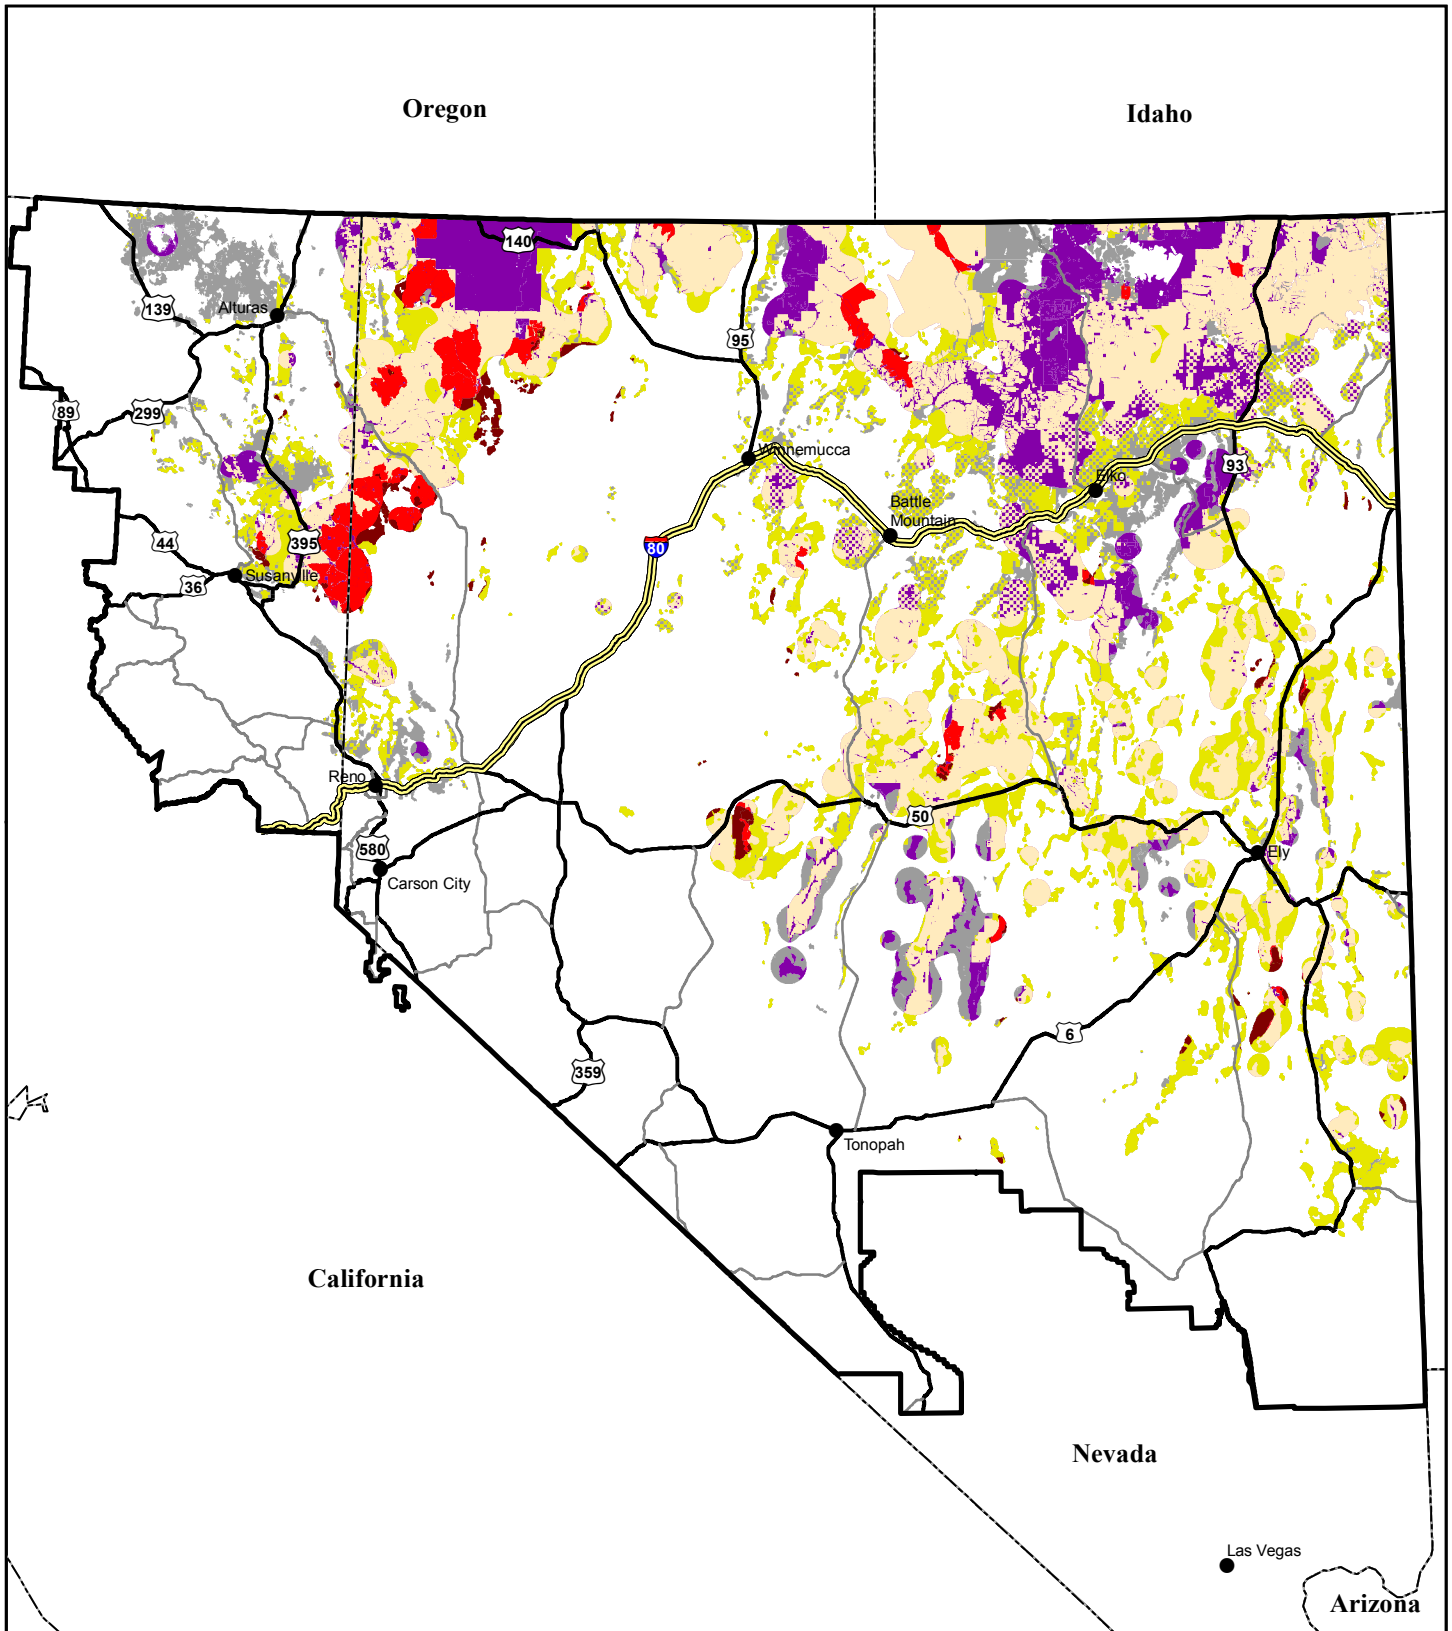 Oregon
Idaho
140
139
Alturas
95
89
299
Winnemucca
93
Elko
Battle
Mountain
44
395
80
Susanville
36
Reno
50
580
Ely
Carson City
6
359
Tonopah
California
Nevada
Las Vegas
Arizona